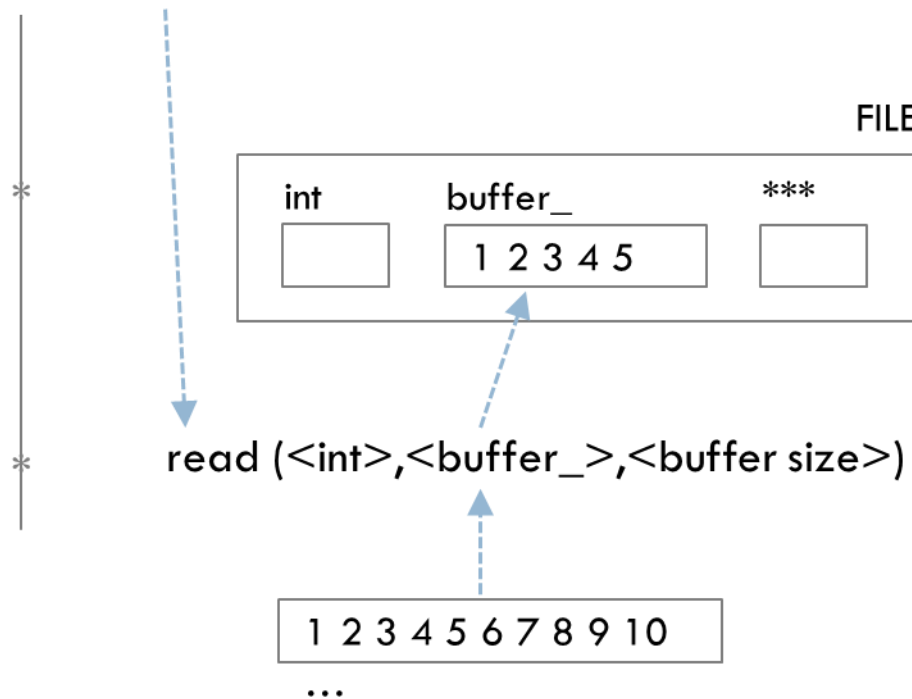 FILE
int buffer_ ***
1 2 3 4 5
*
read (<int>,<buffer_>,<buffer size>)
*
1 2 3 4 5 6 7 8 9 10
...